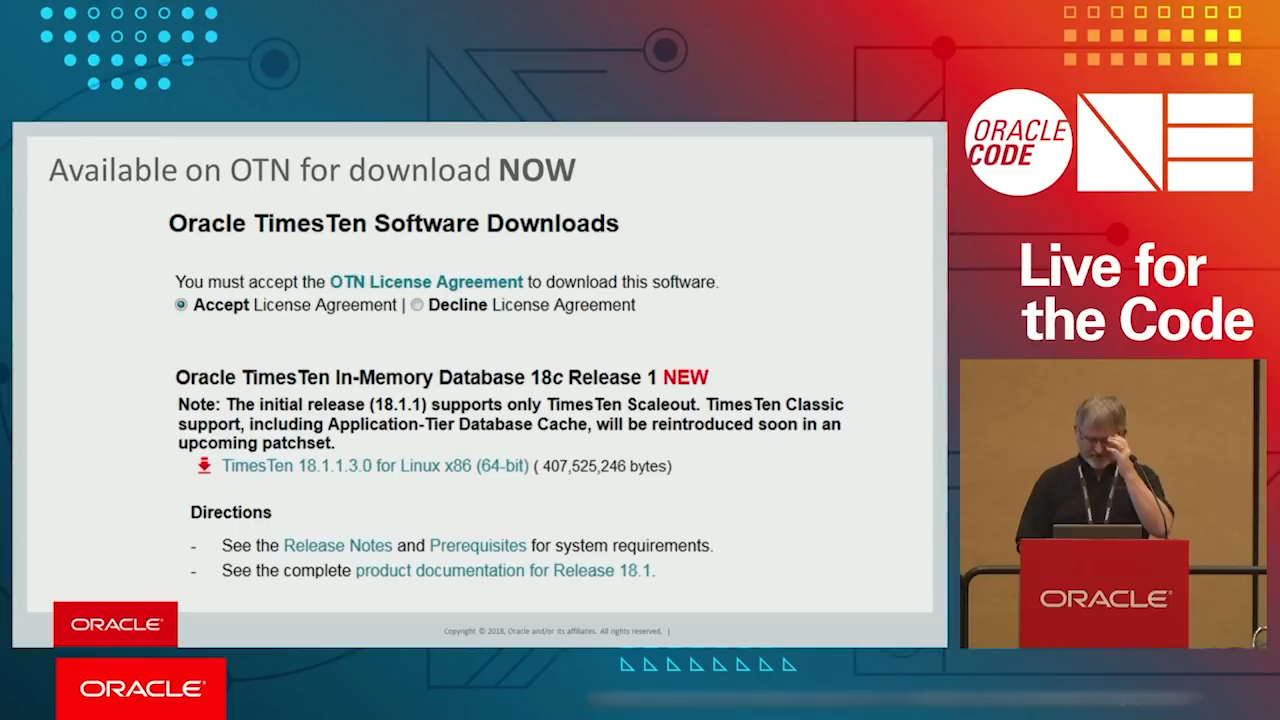 Available on OTN for download NOW
Oracle TimesTen Software Downloads
You must accept the OTN License Agreement to download this software.
Accept License Agreement | Decline License Agreement
Oracle TimesTen In-Memory Database 18c Release 1 NEW
Note: The initial release (18.1.1) supports only TimesTen Scaleout. TimesTen Classic
support, including Application-Tier Database Cache, will be reintroduced soon in an
upcoming patchset.
TimesTen 18.1.1.3.0 for Linux x86 (64-bit) ( 407,525,246 bytes)
Directions
- See the Release Notes and Prerequisites for system requirements.
- See the complete product documentation for Release 18.1.
ORACLE®
Copyright © 2018, Oracle and/or its affiliates. All rights reserved. |
ORACLE®
ORACLE
CODE
ONE
Live for
the Code
ORACLE®